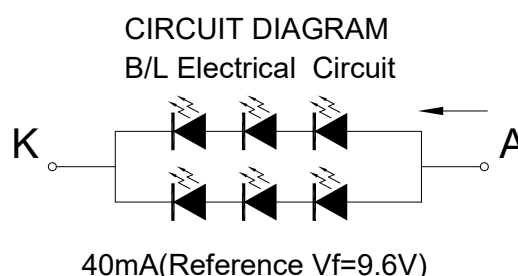 CIRCUIT DIAGRAM
B/L Electrical Circuit
K
A
40mA(Reference Vf=9.6V)